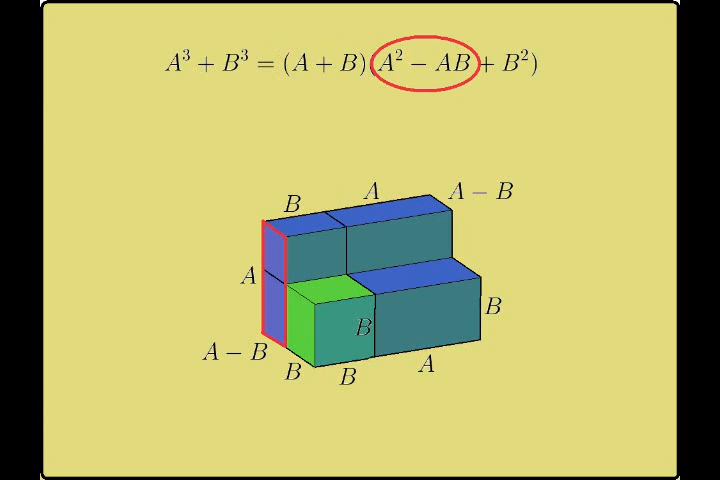 A³ + B³ = (A + B)(A² − AB + B²)
B A A − B
A
B
B
A − B
B B A